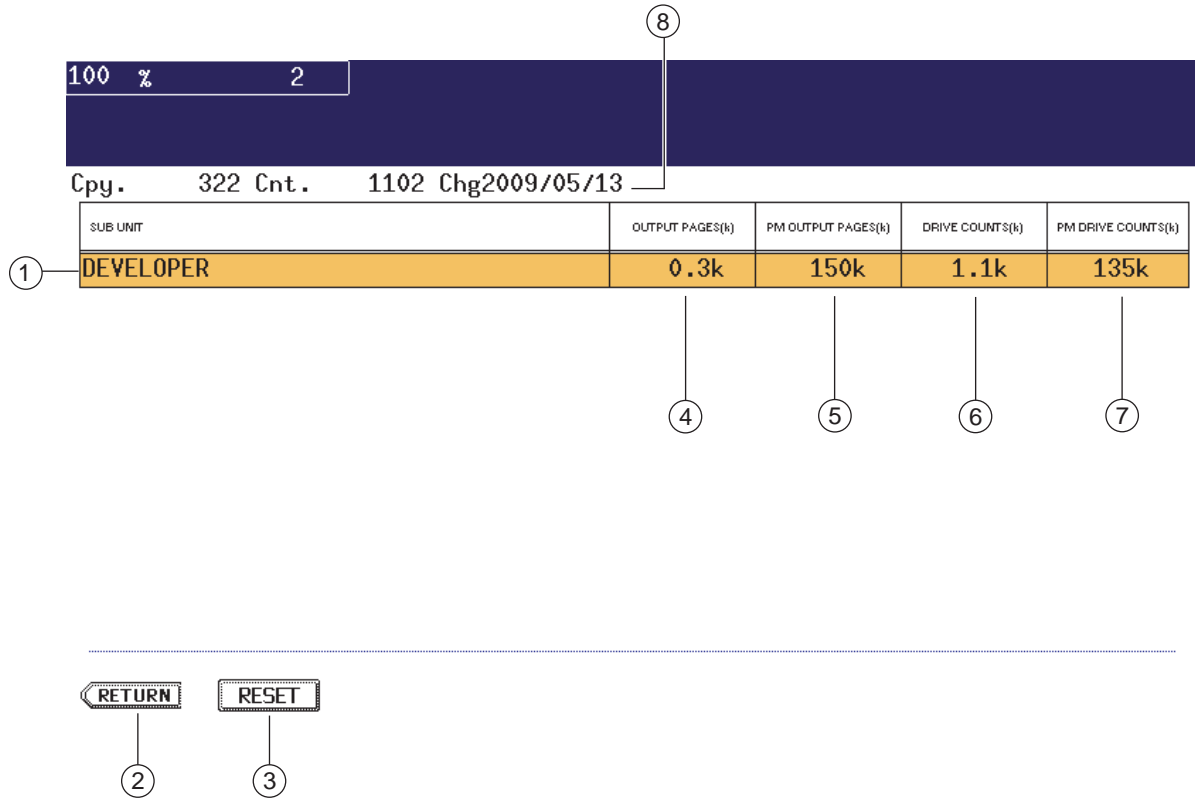 8
100 % 2
Cpy. 322 Cnt. 1102 Chg2009/05/13
SUB UNIT OUTPUT PAGES(k) PM OUTPUT PAGES(k) DRIVE COUNTS(k) PM DRIVE COUNTS(k)
1 DEVELOPER 0.3k 150k 1.1k 135k
4 5 6 7
RETURN RESET
2 3